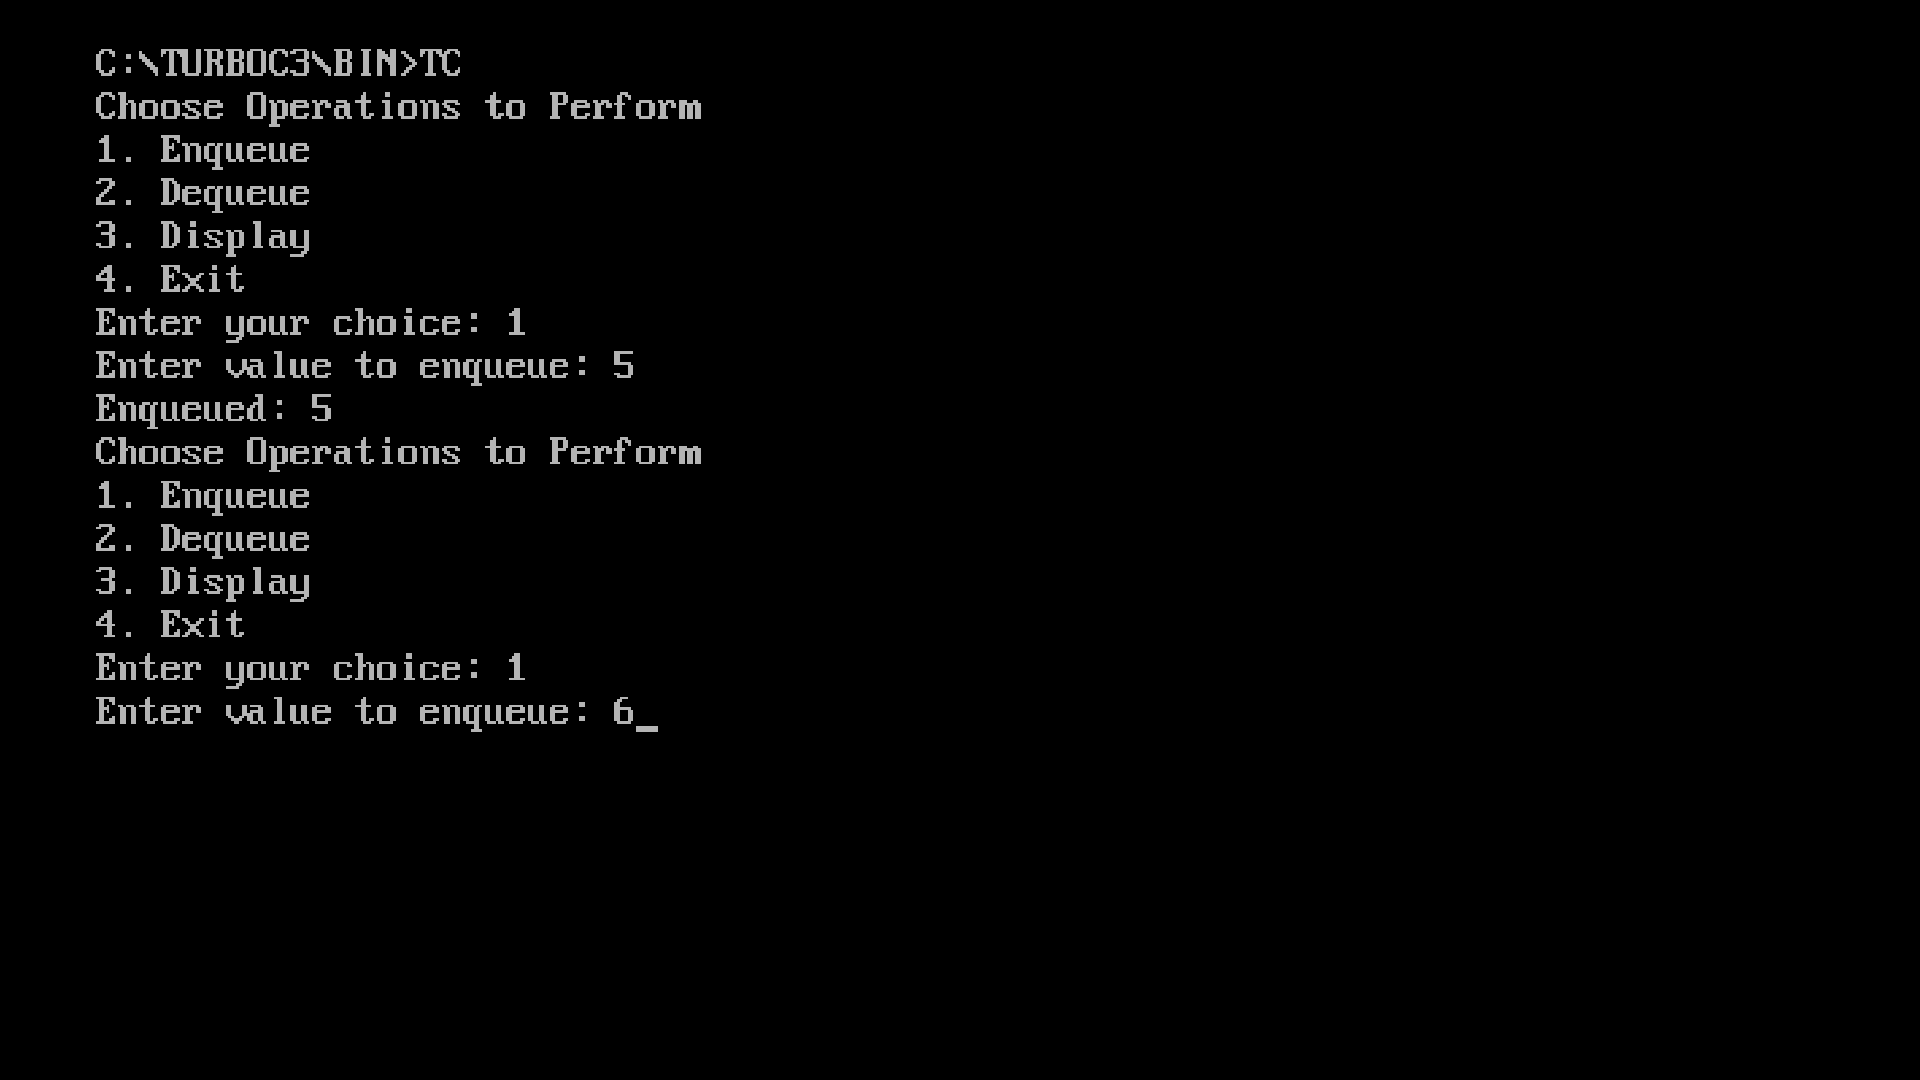 C:\TURBOC3\BIN>TC
Choose Operations to Perform
1. Enqueue
2. Dequeue
3. Display
4. Exit
Enter your choice: 1
Enter value to enqueue: 5
Enqueued: 5
Choose Operations to Perform
1. Enqueue
2. Dequeue
3. Display
4. Exit
Enter your choice: 1
Enter value to enqueue: 6_